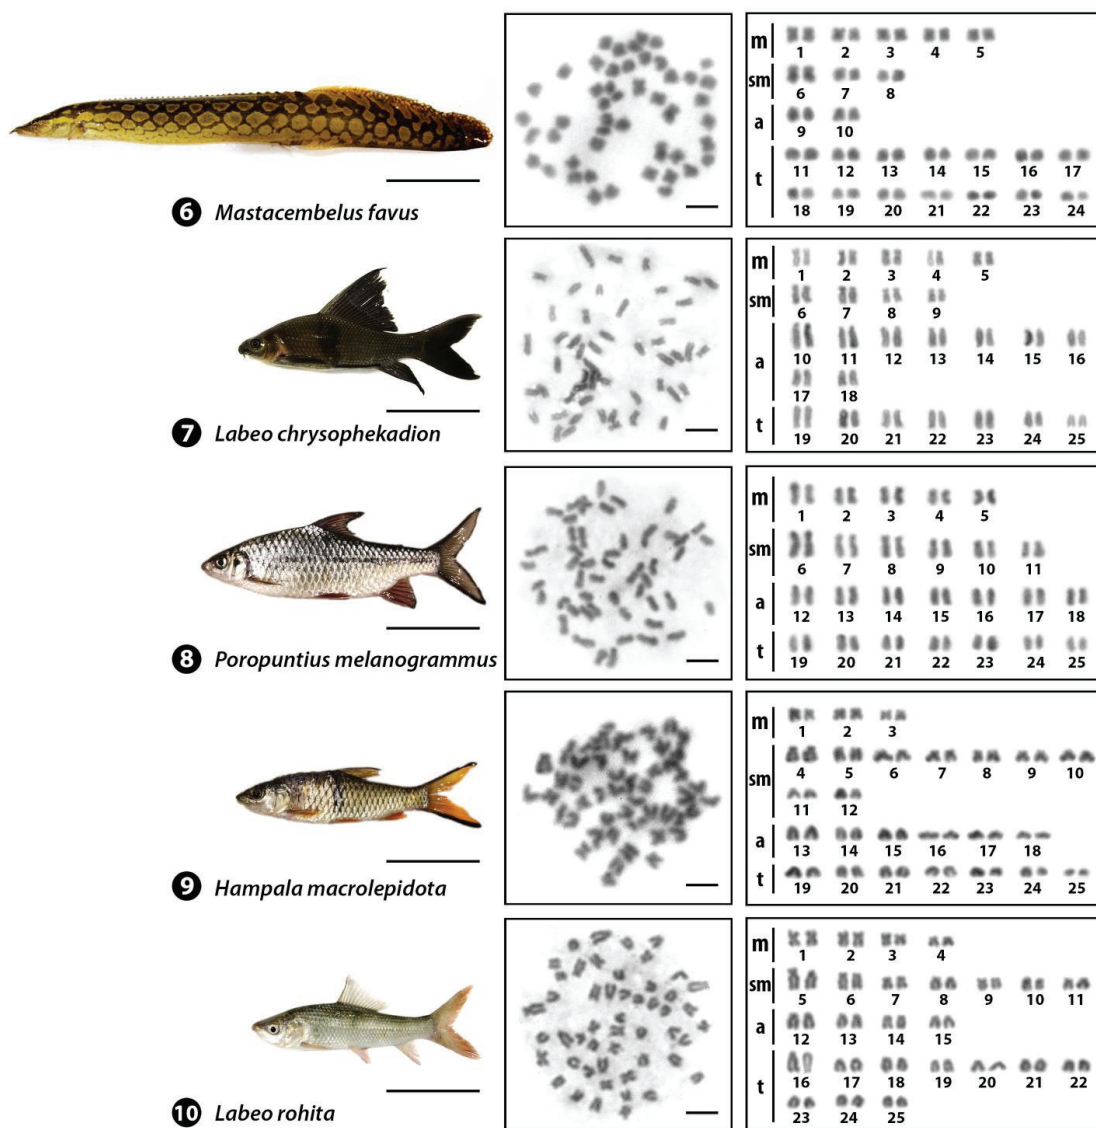 m
1 2 3 4 5
sm
6 7 8
a
9 10
t
11 12 13 14 15 16 17
18 19 20 21 22 23 24
6 Mastacembelus favus
m
1 2 3 4 5
sm
6 7 8 9
a
10 11 12 13 14 15 16
17 18
t
19 20 21 22 23 24 25
7 Labeo chrysophekadion
m
1 2 3 4 5
sm
6 7 8 9 10 11
a
12 13 14 15 16 17 18
t
19 20 21 22 23 24 25
8 Poropuntius melanogrammus
m
1 2 3
sm
4 5 6 7 8 9 10
11 12
a
13 14 15 16 17 18
t
19 20 21 22 23 24 25
9 Hampala macrolepidota
m
1 2 3 4
sm
5 6 7 8 9 10 11
a
12 13 14 15
t
16 17 18 19 20 21 22
23 24 25
10 Labeo rohita